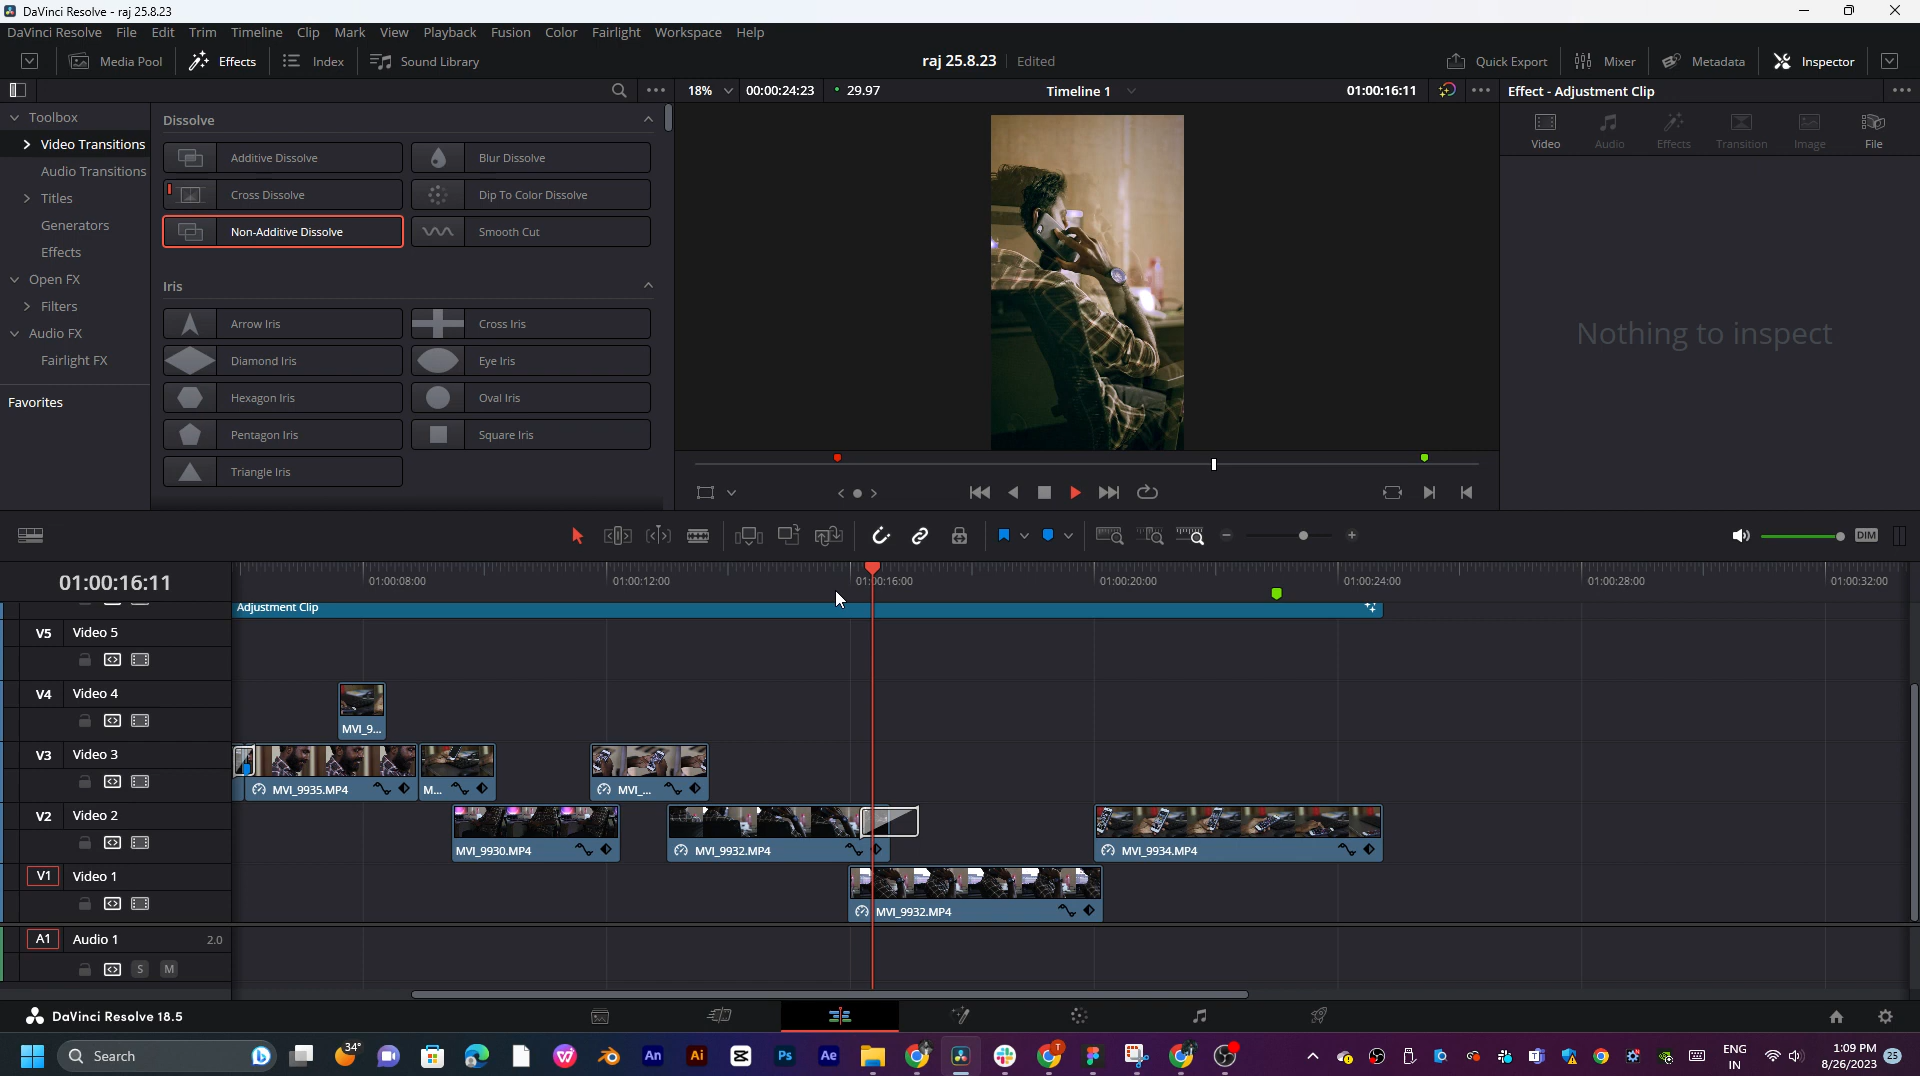 DaVinci Resolve - raj 25.8.23
DaVinci Resolve File Edit Trim Timeline Clip Mark View Playback Fusion Color Fairlight Workspace Help
Media Pool Effects Index Sound Library raj 25.8.23 Edited Quick Export Mixer Metadata Inspector
18% 00:00:24:23 29.97 Timeline 1 01:00:16:11 Effect - Adjustment Clip
Toolbox
Video Transitions
Audio Transitions
Titles
Generators
Effects
Open FX
Filters
Audio FX
Fairlight FX
Favorites
Dissolve
Additive Dissolve Blur Dissolve
Cross Dissolve Dip To Color Dissolve
Non-Additive Dissolve Smooth Cut
Iris
Arrow Iris Cross Iris
Diamond Iris Eye Iris
Hexagon Iris Oval Iris
Pentagon Iris Square Iris
Triangle Iris
Video Audio Effects Transition Image File
Nothing to inspect
DIM
01:00:16:11 01:00:08:00 01:00:12:00 01:00:16:00 01:00:20:00 01:00:24:00 01:00:28:00 01:00:32:00
Adjustment Clip
V5 Video 5
V4 Video 4
MVI_9...
V3 Video 3
MVI_9935.MP4 M... MVI_...
V2 Video 2
MVI_9930.MP4 MVI_9932.MP4 MVI_9934.MP4
V1 Video 1
MVI_9932.MP4
A1 Audio 1 2.0
S M
DaVinci Resolve 18.5
Search 34° An Ai Ps Ae T ENG
IN
1:09 PM
8/26/2023 25